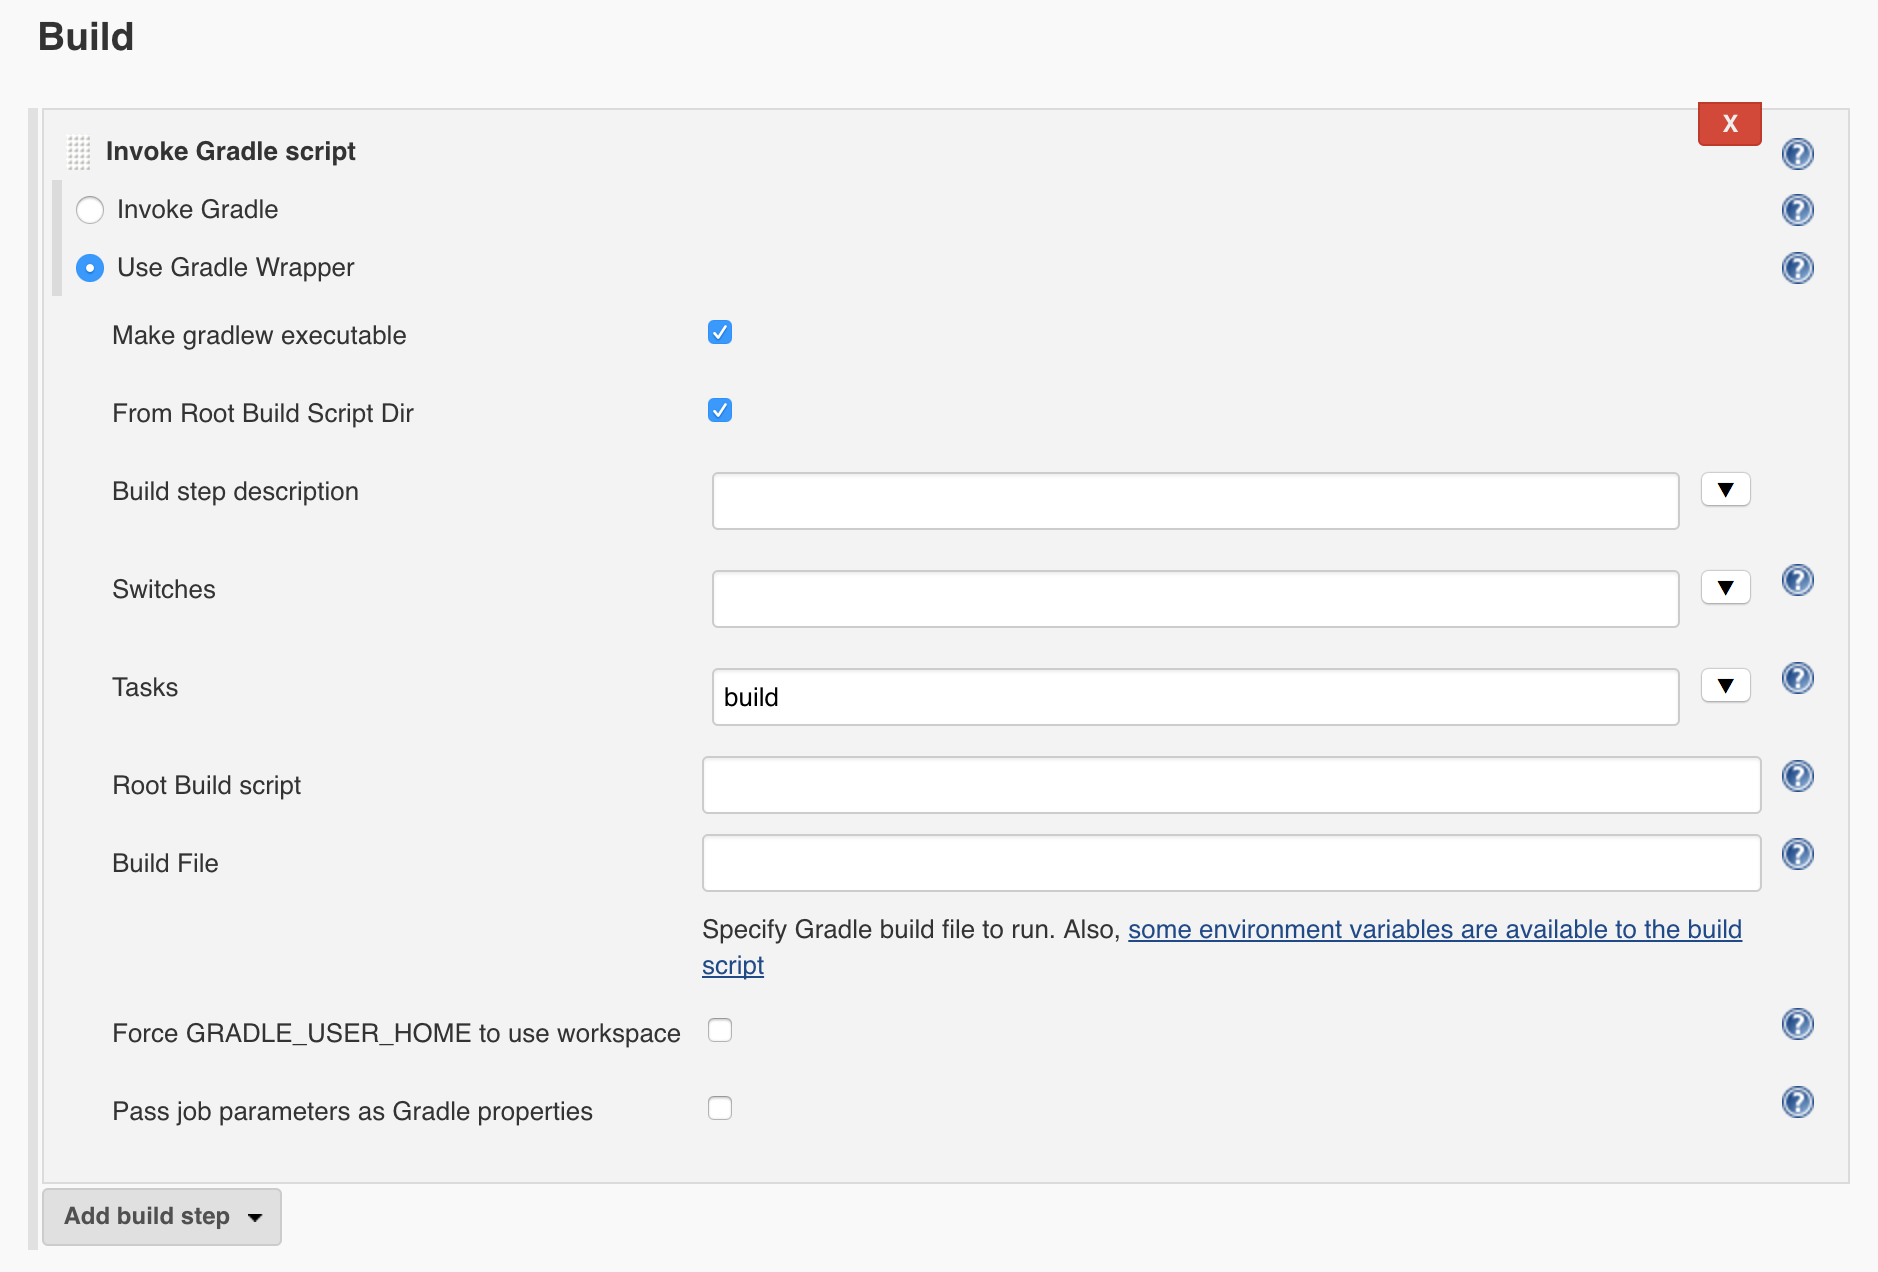 Build
X
Invoke Gradle script
?
Invoke Gradle
?
Use Gradle Wrapper
?
Make gradlew executable
From Root Build Script Dir
Build step description
Switches
?
Tasks
build
?
Root Build script
?
Build File
?
Specify Gradle build file to run. Also, some environment variables are available to the build
script
Force GRADLE_USER_HOME to use workspace
?
Pass job parameters as Gradle properties
?
Add build step